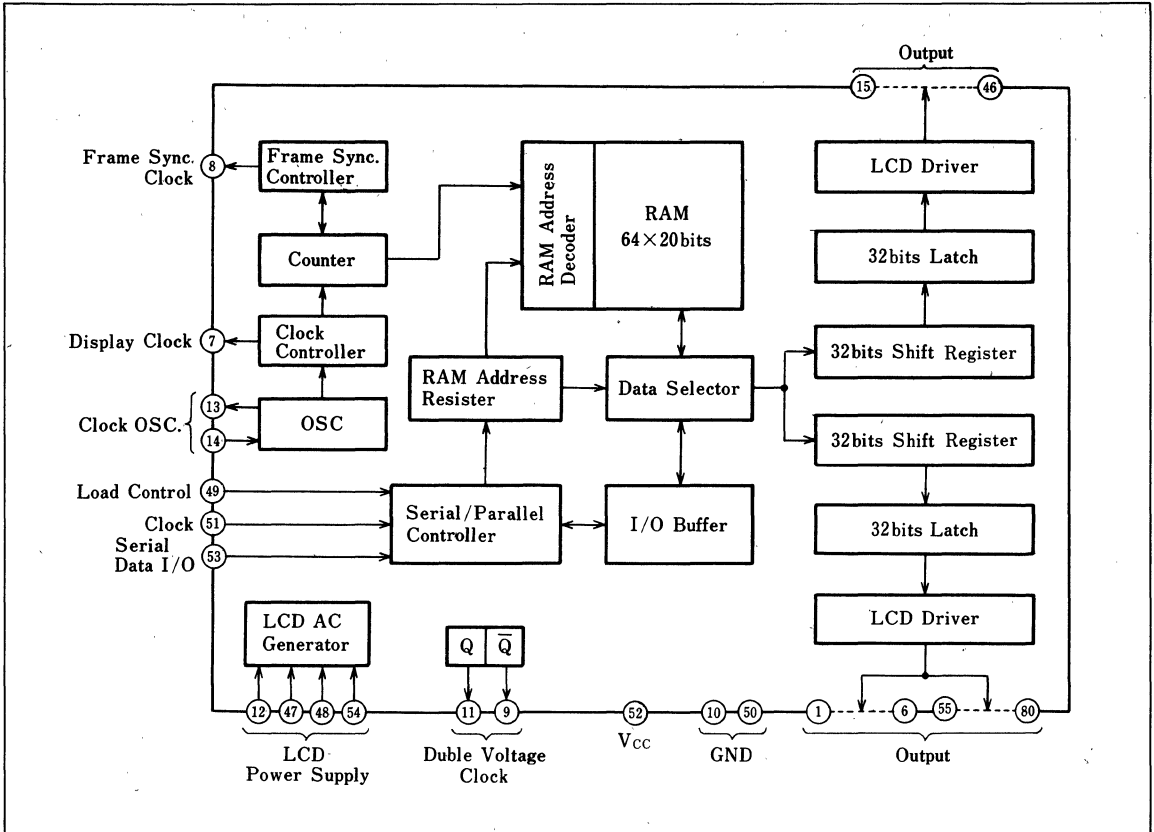 Output
15
46
Frame Sync.
Clock
8
Frame Sync.
Controller
Counter
RAM Address
Decoder
RAM
64×20bits
LCD Driver
32bits Latch
Display Clock
7
Clock
Controller
32bits Shift Register
RAM Address
Resister
Data Selector
Clock OSC.
13
14
OSC
32bits Shift Register
Load Control
49
Clock
51
Serial
Data I/O
53
Serial/Parallel
Controller
I/O Buffer
32bits Latch
LCD AC
Generator
Q
Q̅
LCD Driver
12
47
48
54
11
9
52
10
50
1
6
55
80
LCD
Power Supply
Duble Voltage
Clock
VCC
GND
Output